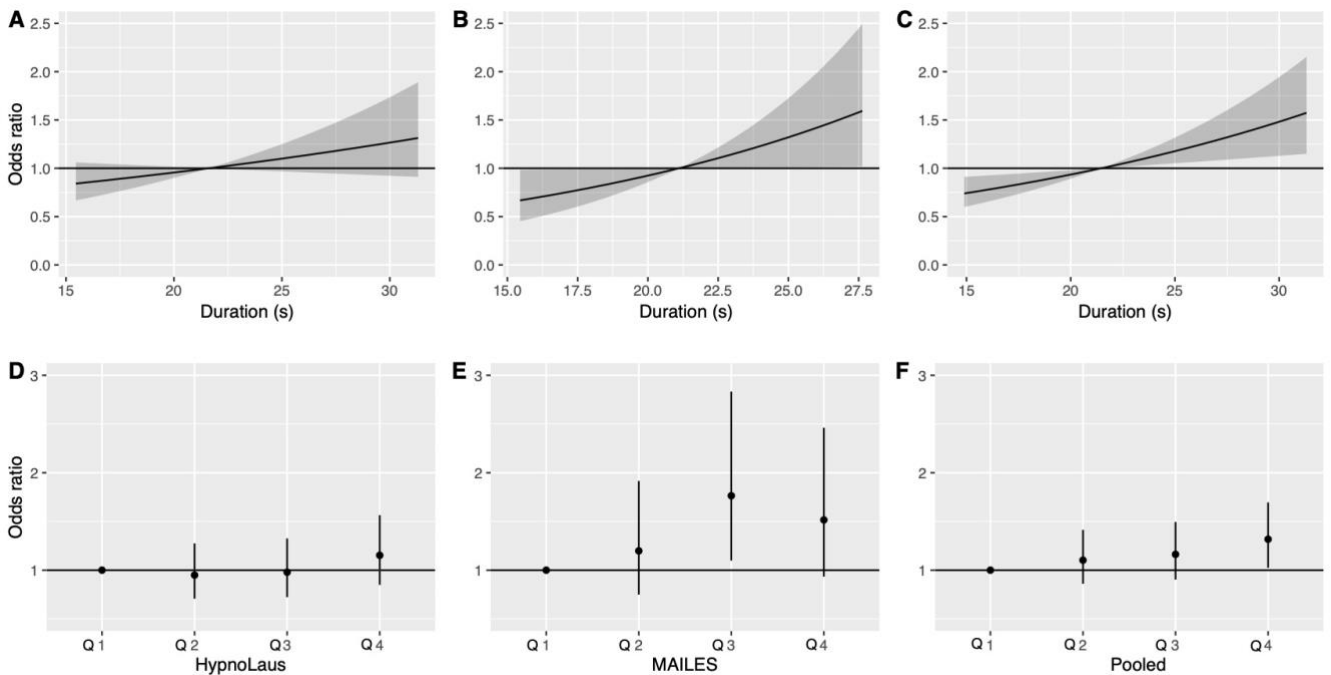 A
B
C
Odds ratio
2.5
2.0
1.5
1.0
0.5
0.0
15
20
25
30
Duration (s)
2.5
2.0
1.5
1.0
0.5
0.0
15.0
17.5
20.0
22.5
25.0
27.5
Duration (s)
2.5
2.0
1.5
1.0
0.5
0.0
15
20
25
30
Duration (s)
D
E
F
Odds ratio
3
2
1
Q 1
Q 2
Q 3
Q 4
HypnoLaus
3
2
1
Q 1
Q 2
Q 3
Q 4
MAILES
3
2
1
Q 1
Q 2
Q 3
Q 4
Pooled